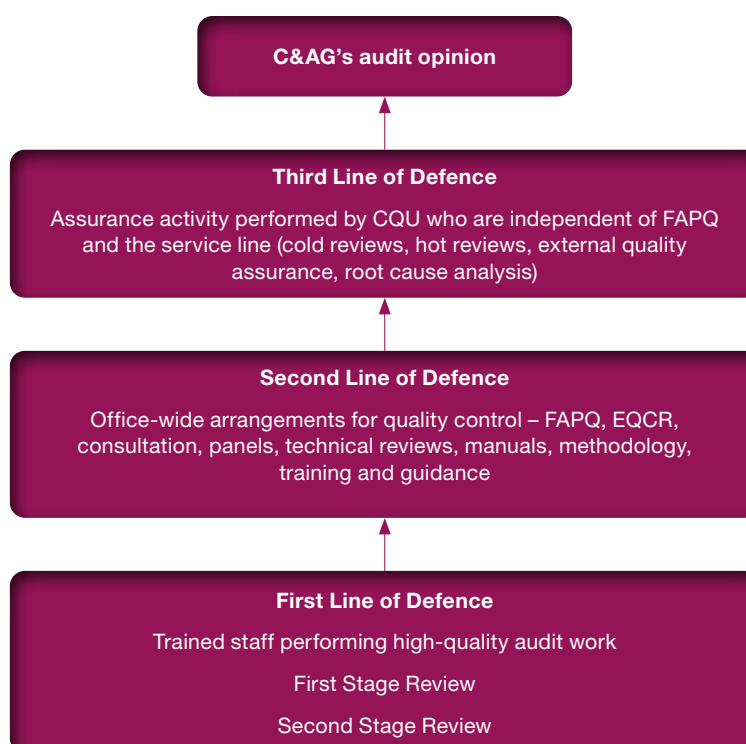 C&AG’s audit opinion
Third Line of Defence
Assurance activity performed by CQU who are independent of FAPQ
and the service line (cold reviews, hot reviews, external quality
assurance, root cause analysis)
Second Line of Defence
Office-wide arrangements for quality control – FAPQ, EQCR,
consultation, panels, technical reviews, manuals, methodology,
training and guidance
First Line of Defence
Trained staff performing high-quality audit work
First Stage Review
Second Stage Review